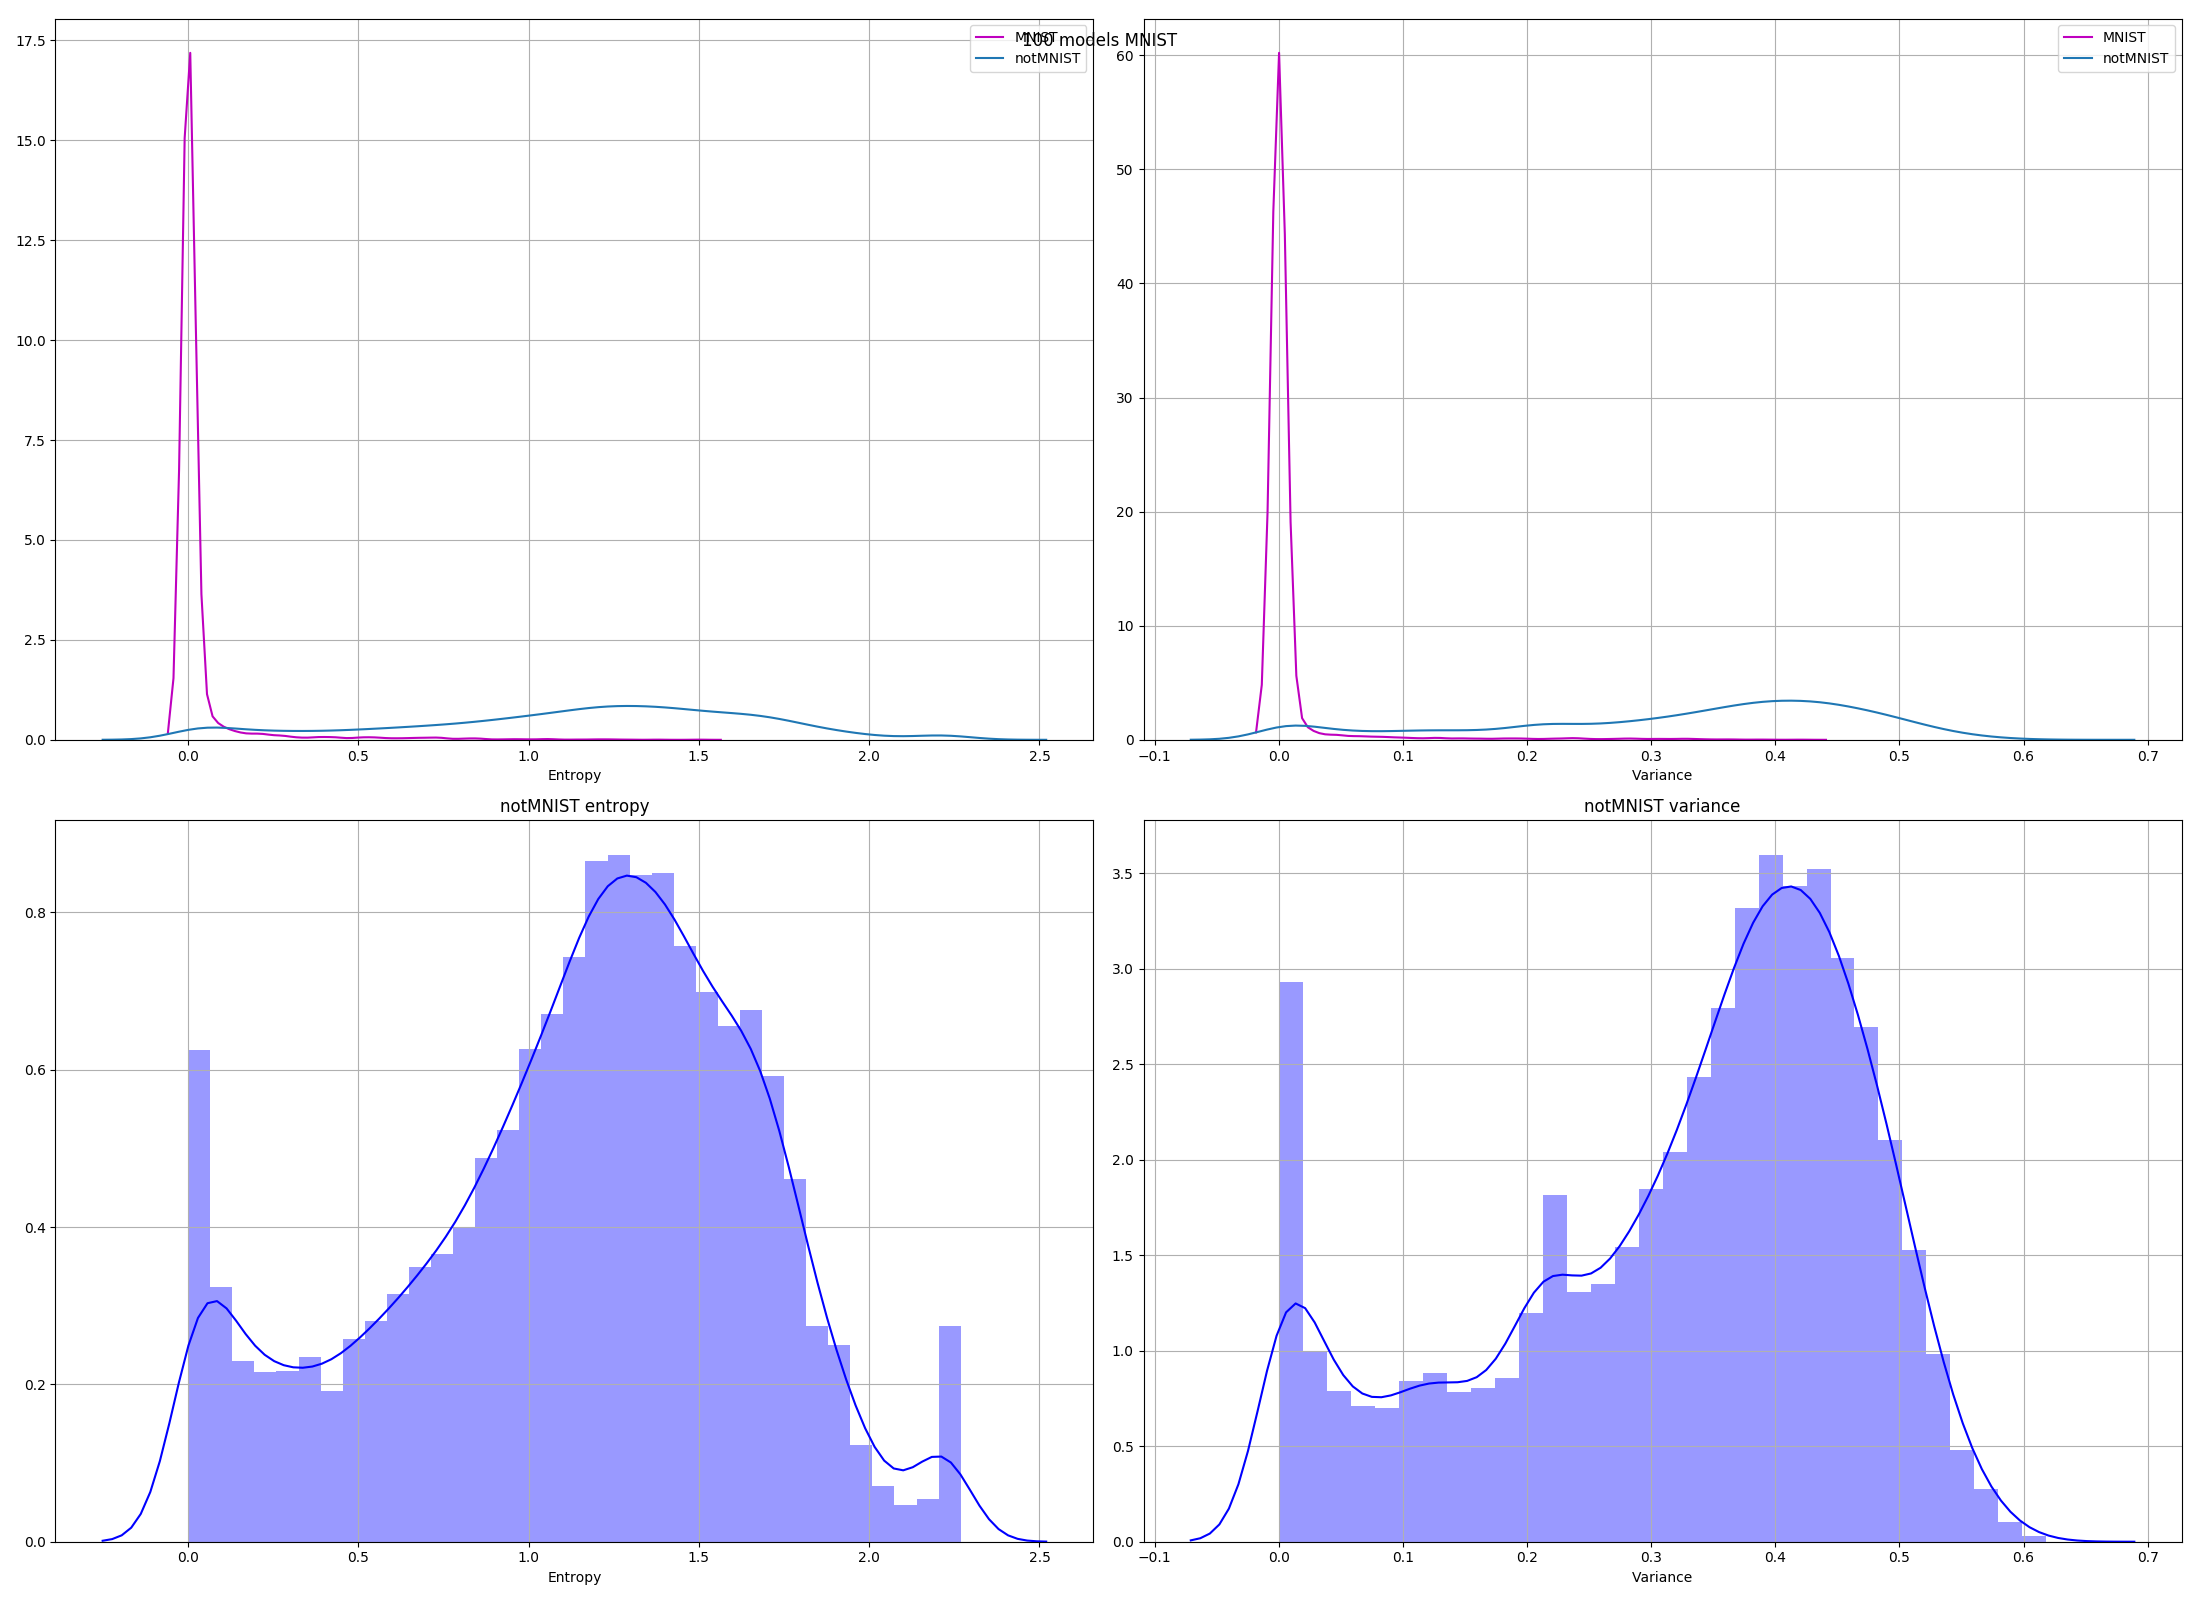 100 models MNIST
MNIST
notMNIST
17.5
15.0
12.5
10.0
7.5
5.0
2.5
0.0
0.0 0.5 1.0 1.5 2.0 2.5
Entropy
MNIST
notMNIST
60
50
40
30
20
10
0
−0.1 0.0 0.1 0.2 0.3 0.4 0.5 0.6 0.7
Variance
notMNIST entropy
0.8
0.6
0.4
0.2
0.0
0.0 0.5 1.0 1.5 2.0 2.5
Entropy
notMNIST variance
3.5
3.0
2.5
2.0
1.5
1.0
0.5
0.0
−0.1 0.0 0.1 0.2 0.3 0.4 0.5 0.6 0.7
Variance